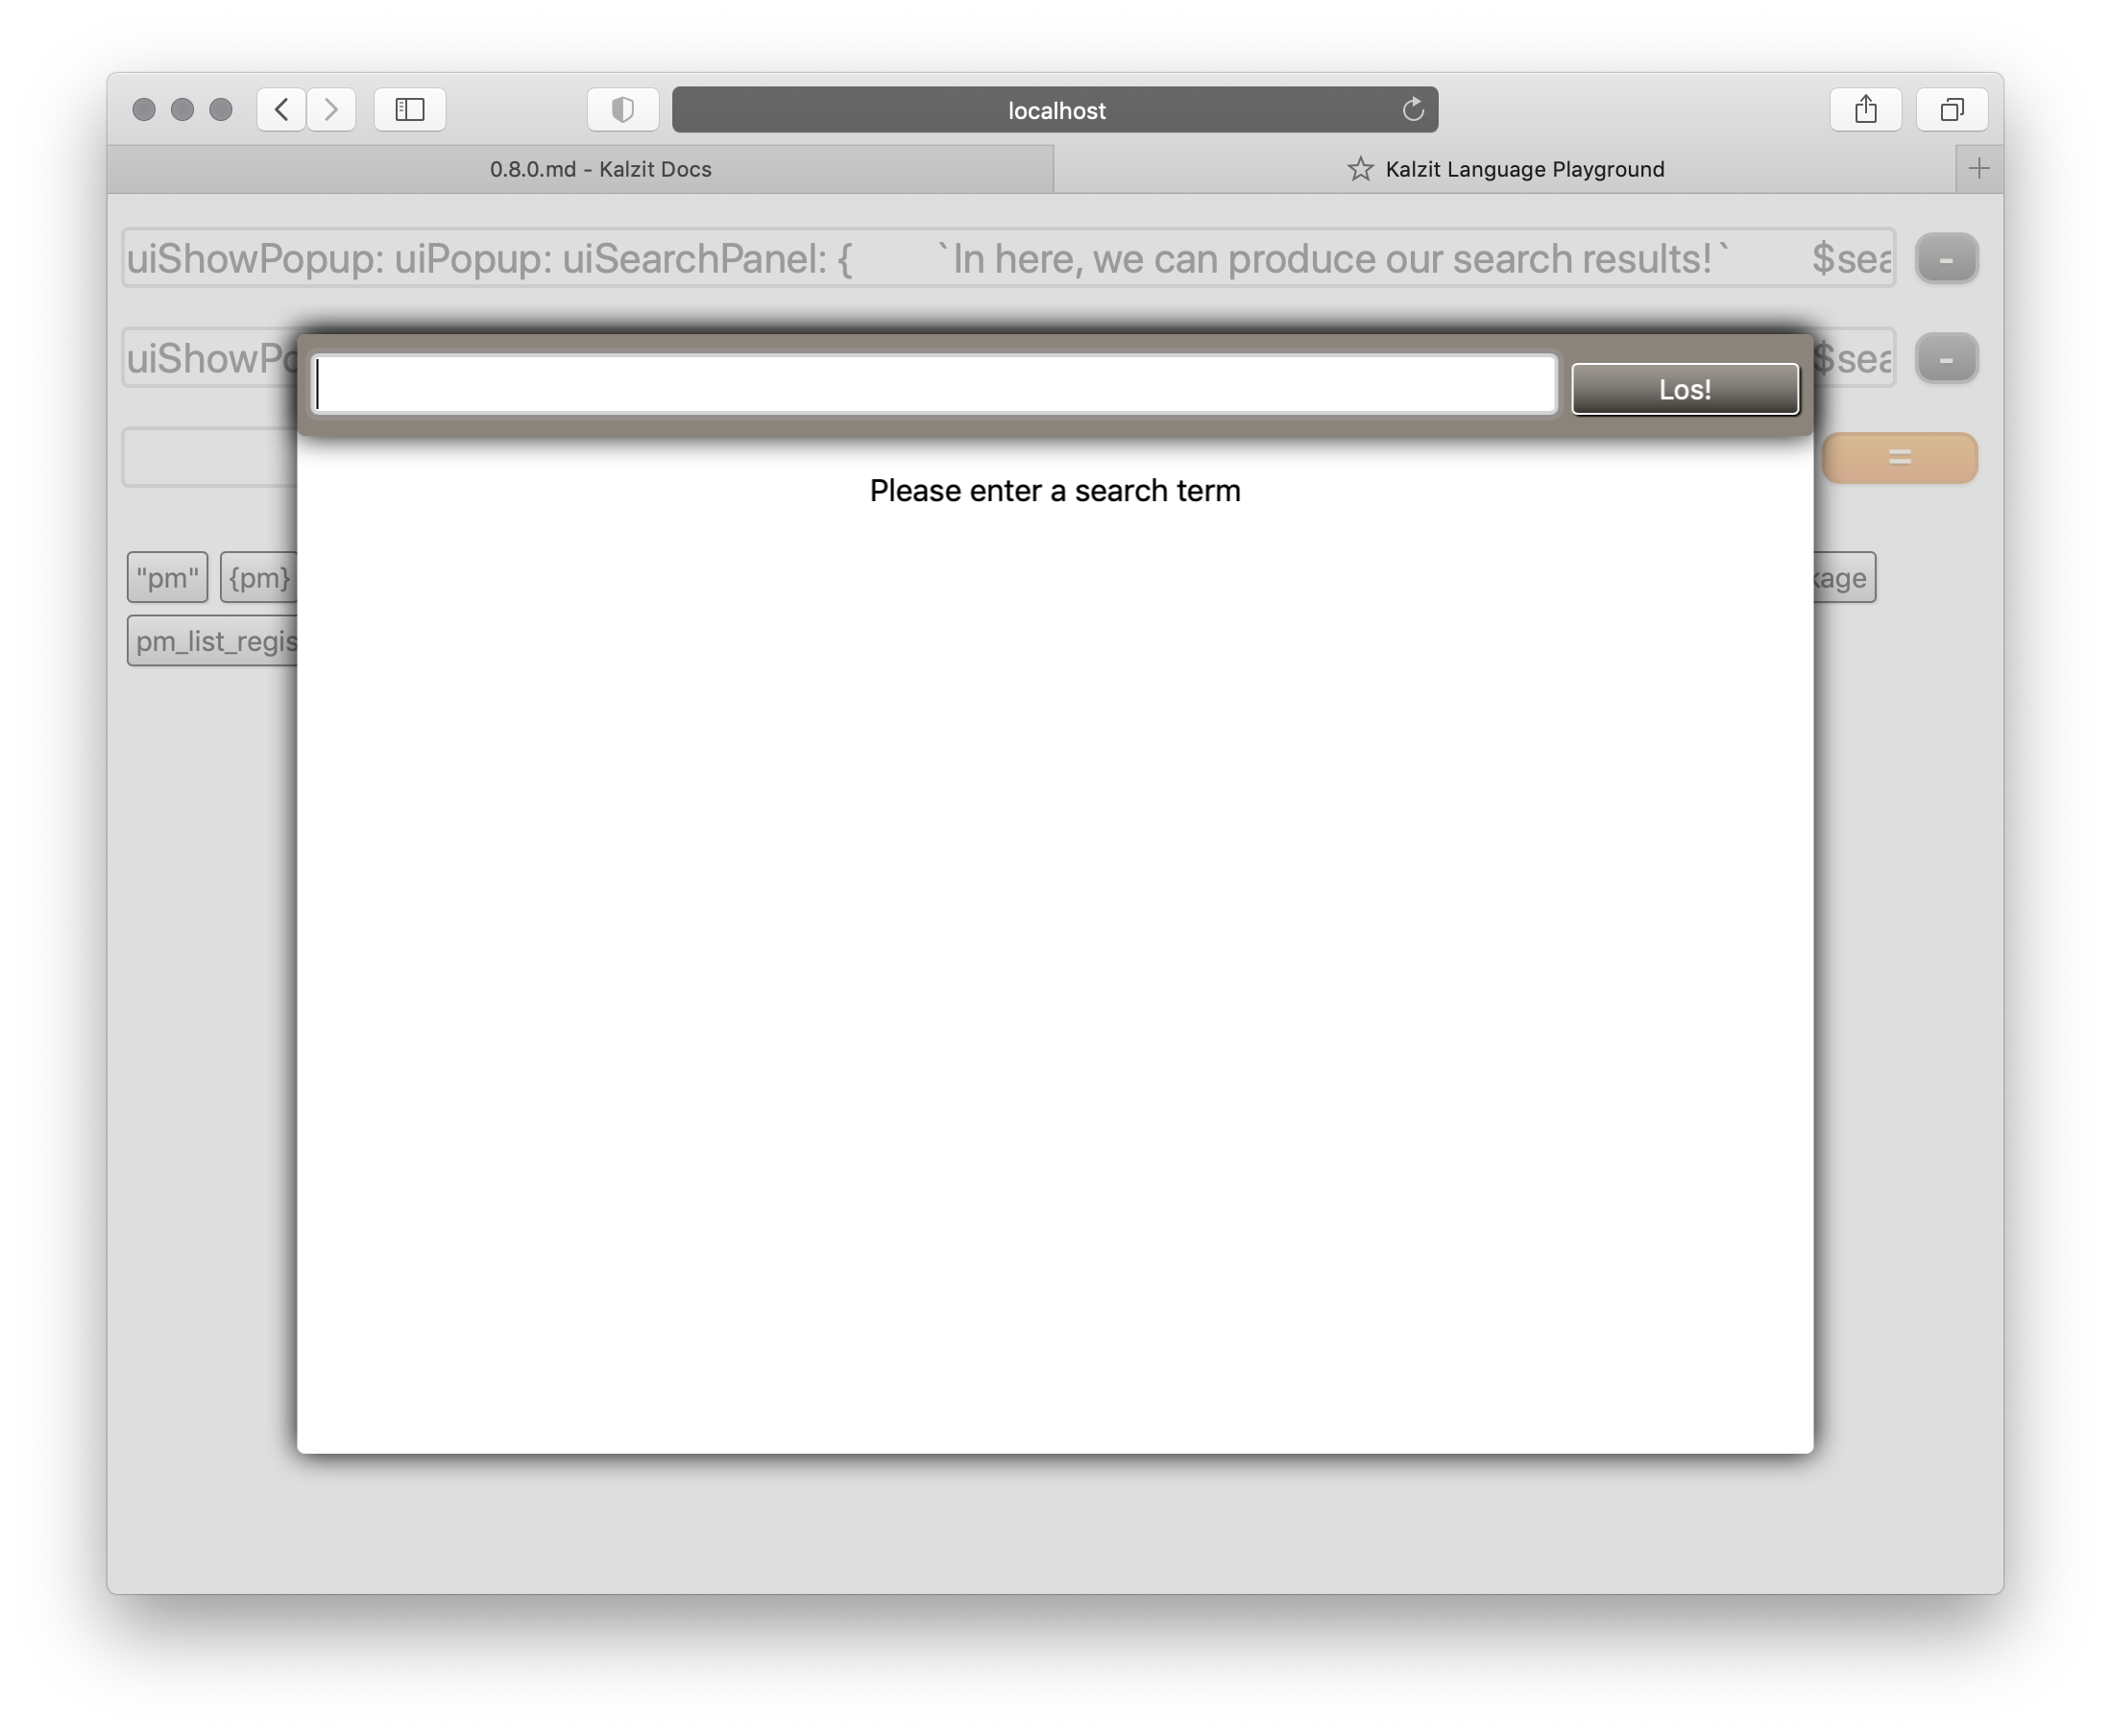 localhost
0.8.0.md - Kalzit Docs
Kalzit Language Playground
uiShowPopup: uiPopup: uiSearchPanel: { `In here, we can produce our search results!` $sea
-
uiShowPo
$sea
-
Los!
=
Please enter a search term
"pm" {pm}
kage
pm_list_regis